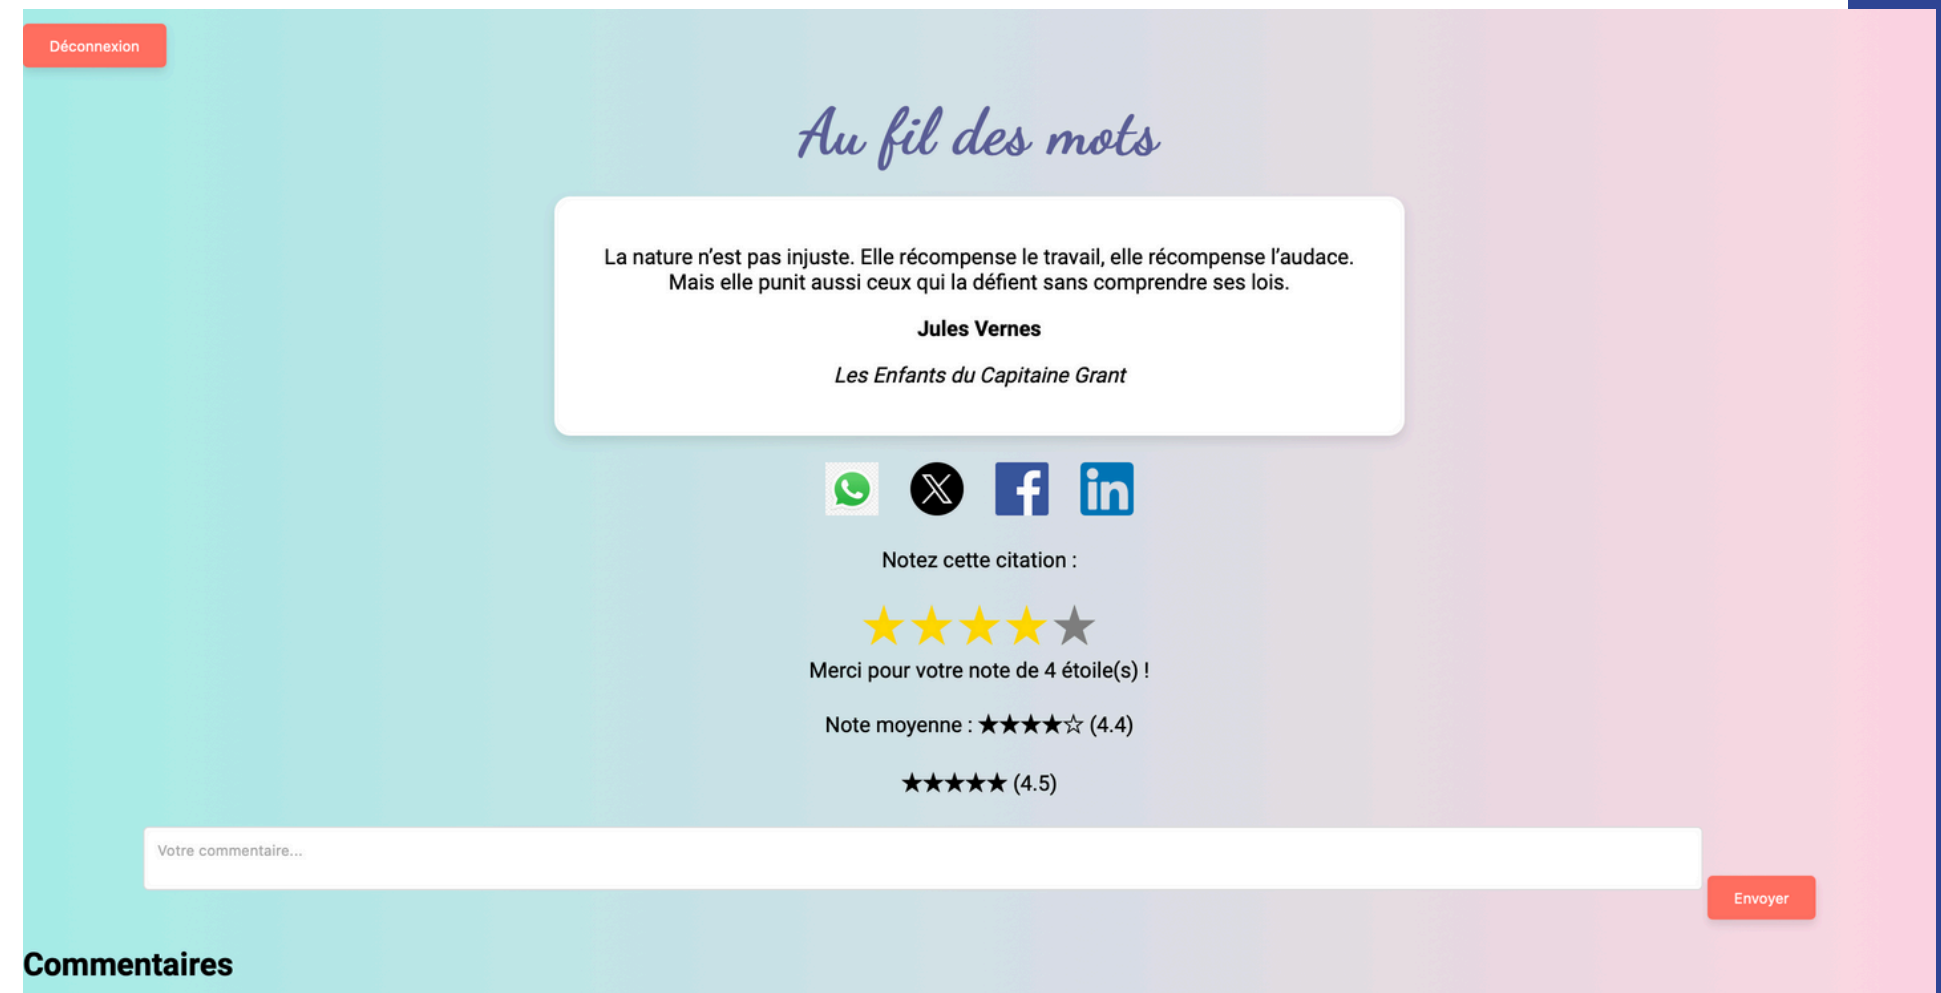 Déconnexion
Au fil des mots
La nature n’est pas injuste. Elle récompense le travail, elle récompense l’audace.
Mais elle punit aussi ceux qui la défient sans comprendre ses lois.
Jules Vernes
Les Enfants du Capitaine Grant
Notez cette citation :
★★★★★
Merci pour votre note de 4 étoile(s) !
Note moyenne : ★★★★☆ (4.4)
★★★★★ (4.5)
Votre commentaire...
Envoyer
Commentaires